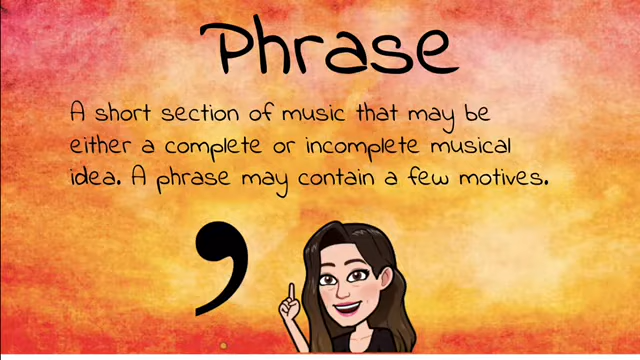 Phrase
A short section of music that may be
either a complete or incomplete musical
idea. A phrase may contain a few motives.
,